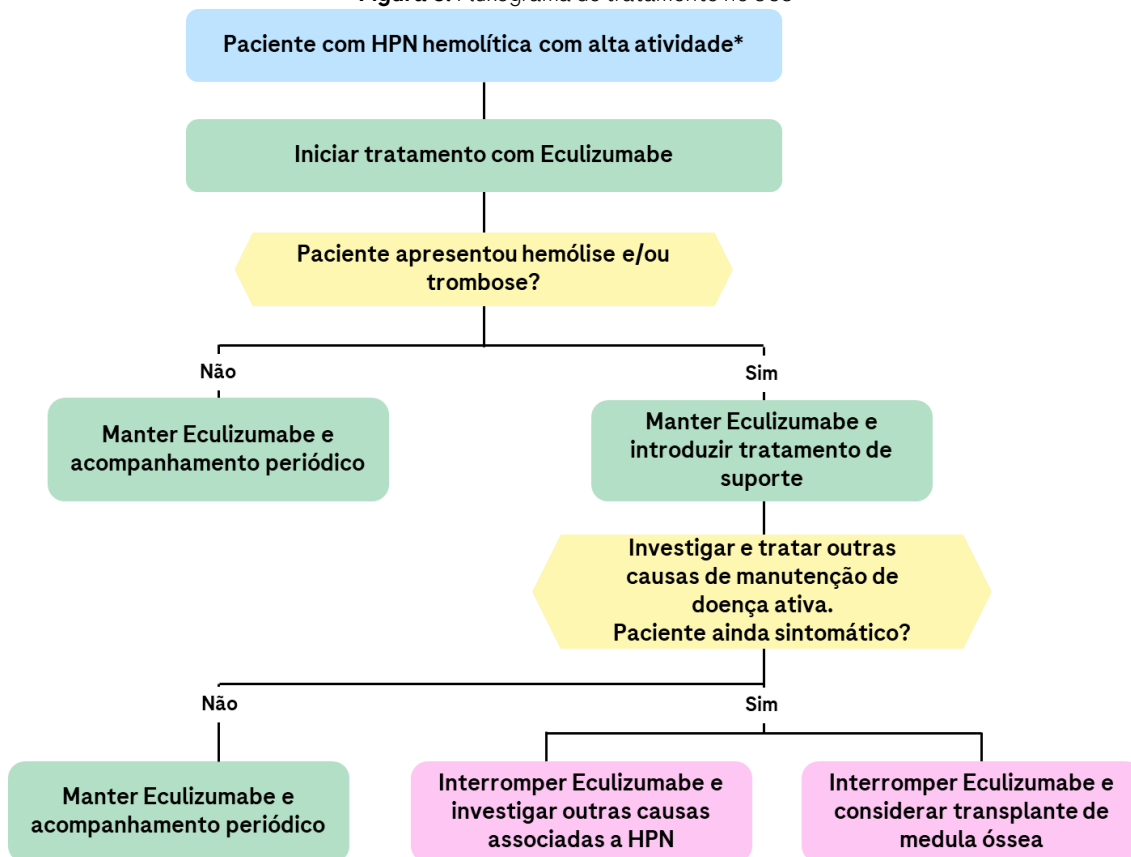 Paciente com HPN hemolítica com alta atividade*
Iniciar tratamento com Eculizumabe
Paciente apresentou hemólise e/ou
trombose?
Não
Sim
Manter Eculizumabe e
acompanhamento periódico
Manter Eculizumabe e
introduzir tratamento de
suporte
Investigar e tratar outras
causas de manutenção de
doença ativa.
Paciente ainda sintomático?
Não
Sim
Manter Eculizumabe e
acompanhamento periódico
Interromper Eculizumabe e
investigar outras causas
associadas a HPN
Interromper Eculizumabe e
considerar transplante de
medula óssea